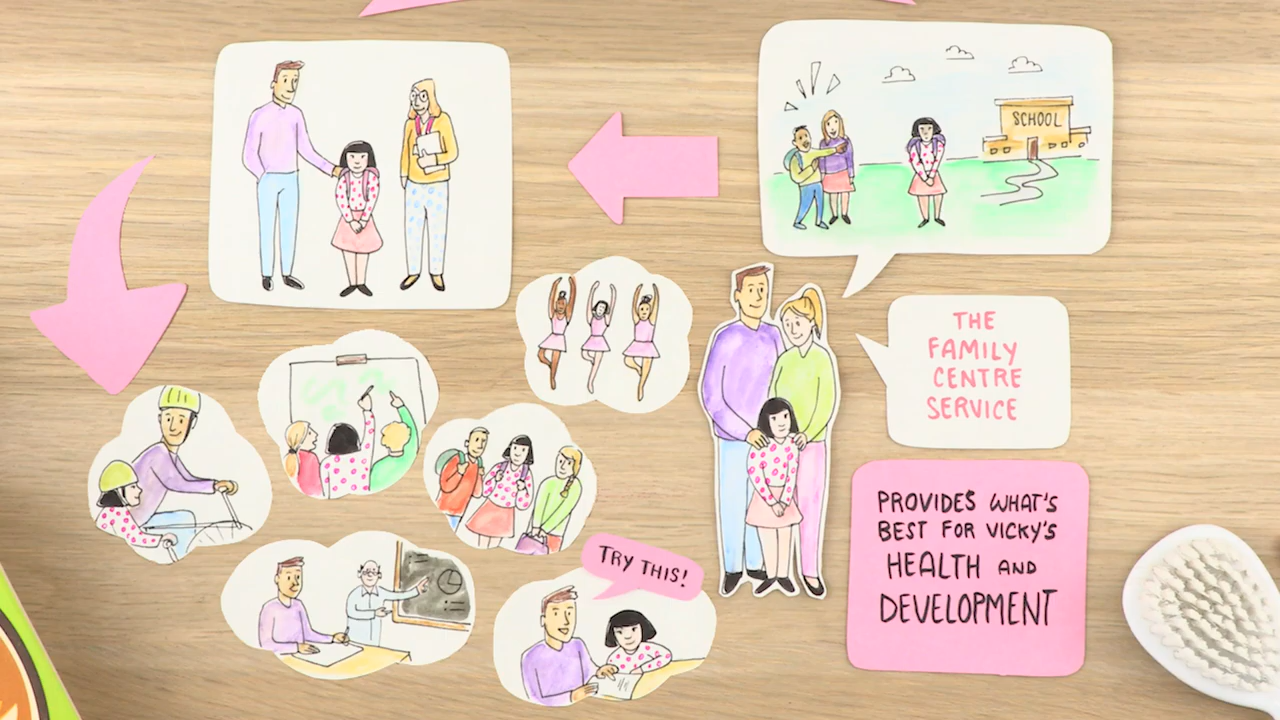 SCHOOL
THE
FAMILY
CENTRE
SERVICE
PROVIDES WHAT'S
BEST FOR VICKY'S
HEALTH AND
DEVELOPMENT
TRY THIS!